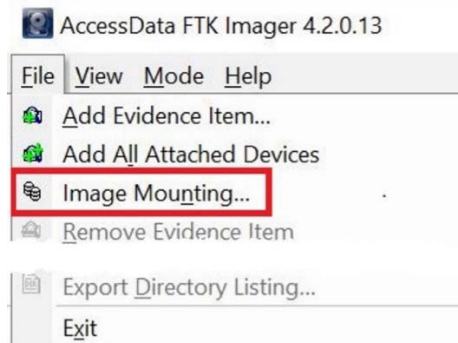 AccessData FTK Imager 4.2.0.13
File View Mode Help
Add Evidence Item...
Add All Attached Devices
Image Mounting...
Remove Evidence Item
Export Directory Listing...
Exit